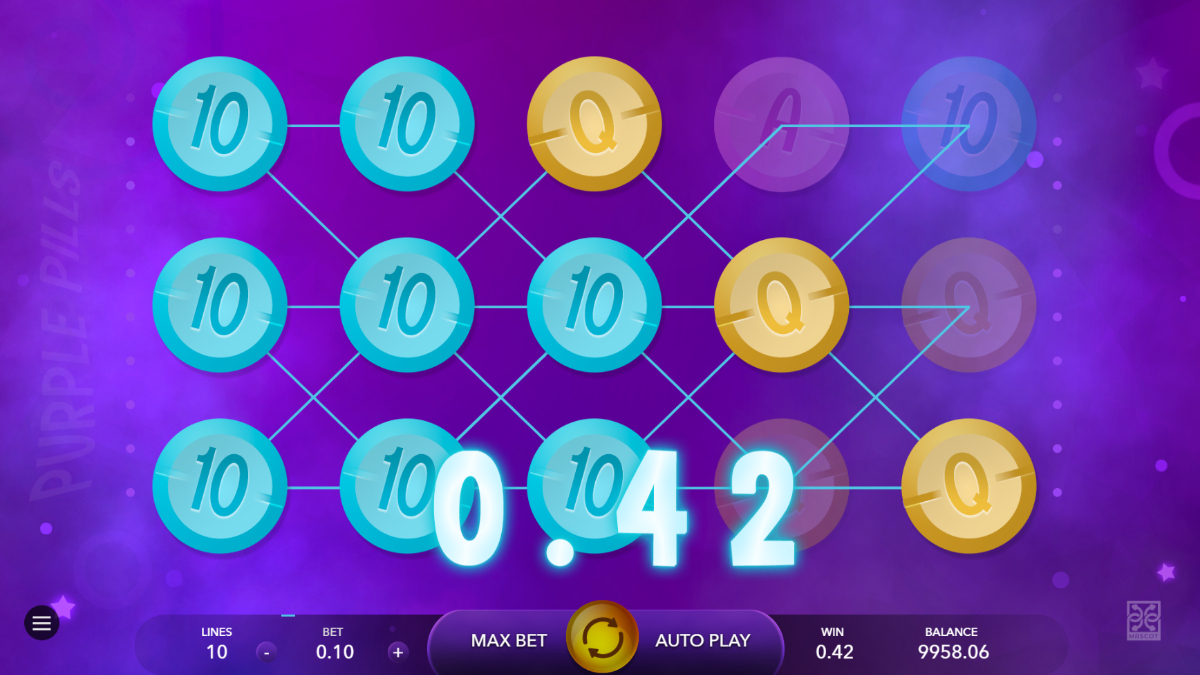 PURPLE PILLS
10 10 Q A 10
10 10 10 Q Q
10 10 10 Q
0.42
LINES
10
-
BET
0.10
+
MAX BET
AUTO PLAY
WIN
0.42
BALANCE
9958.06
MASCOT